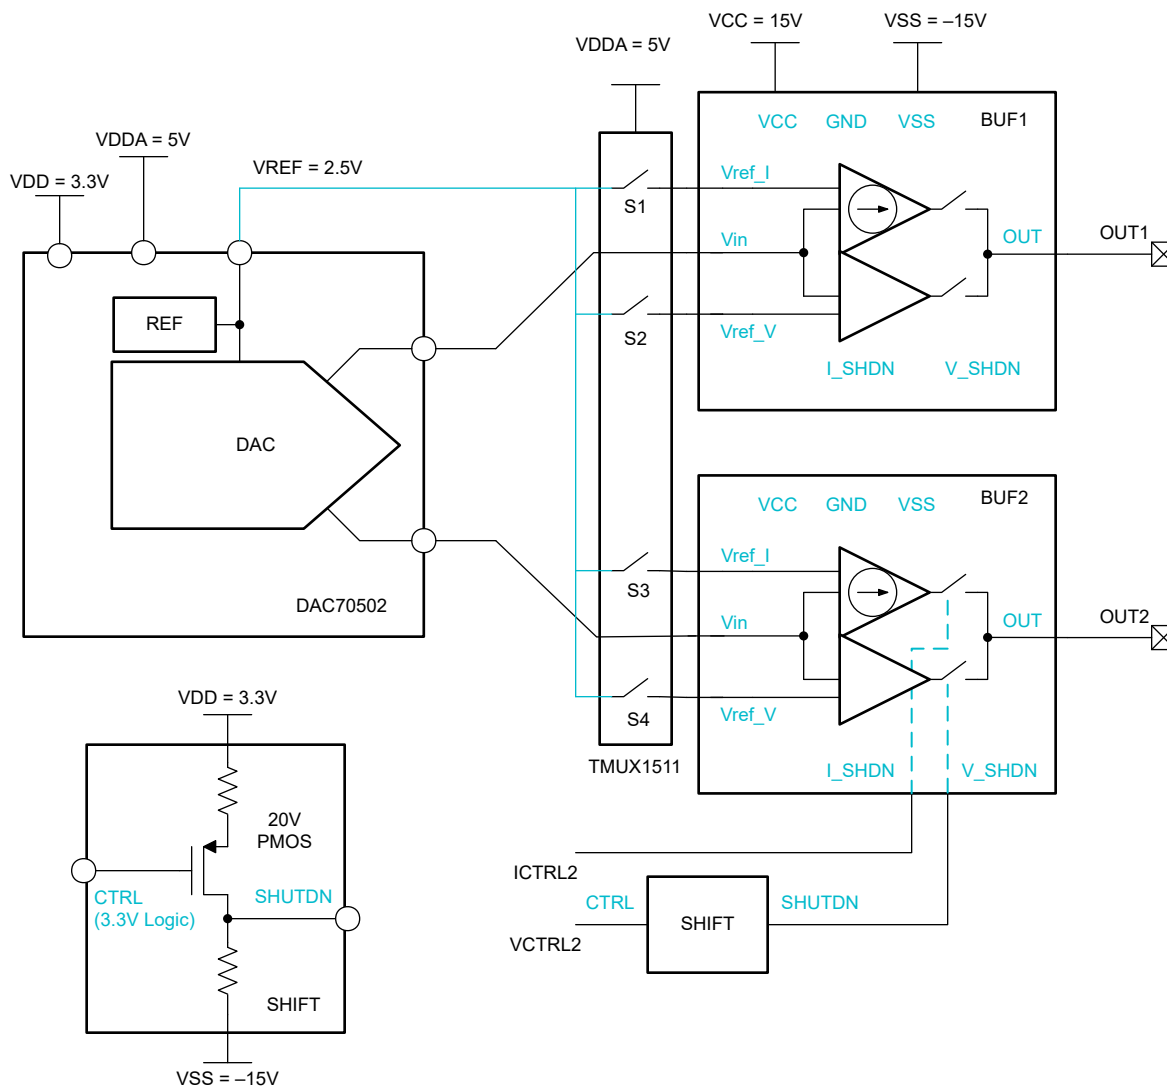 VCC = 15V
VSS = –15V
VDDA = 5V
VDDA = 5V
VREF = 2.5V
VDD = 3.3V
VCC
GND
VSS
BUF1
Vref_I
S1
Vin
OUT
OUT1
REF
S2
Vref_V
I_SHDN
V_SHDN
DAC
VCC
GND
VSS
BUF2
Vref_I
S3
DAC70502
Vin
OUT
OUT2
S4
Vref_V
TMUX1511
I_SHDN
V_SHDN
VDD = 3.3V
20V
PMOS
CTRL
(3.3V Logic)
SHUTDN
SHIFT
VSS = –15V
ICTRL2
CTRL
SHIFT
SHUTDN
VCTRL2